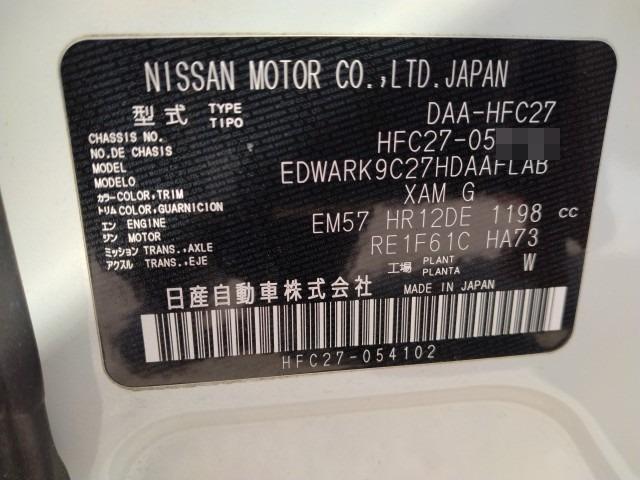 NISSAN MOTOR CO.,LTD.JAPAN
型式 TYPE TIPO DAA-HFC27
CHASSIS NO. NO.DE CHASIS HFC27-05
MODEL MODELO EDWARK9C27HDAAFLAB
カラー COLOR,TRIM トリム COLOR,GUARNICION XAM G
エンジン ENGINE MOTOR EM57 HR12DE 1198 cc
ミッション TRANS.,AXLE アクスル TRANS.,EJE RE1F61C HA73
工場 PLANT PLANTA W
日産自動車株式会社 MADE IN JAPAN
HFC27-054102